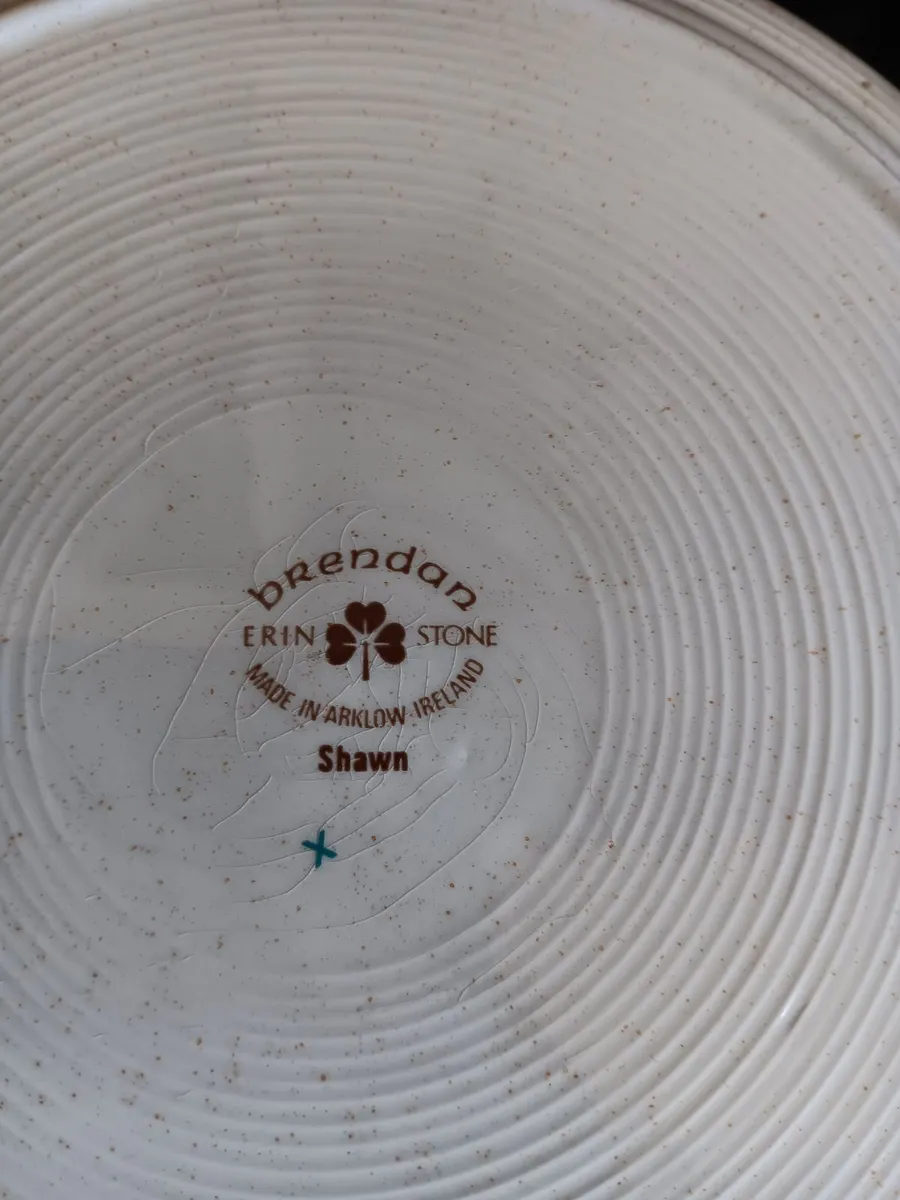 brendan
ERIN STONE
MADE IN ARKLOW IRELAND
Shawn
x